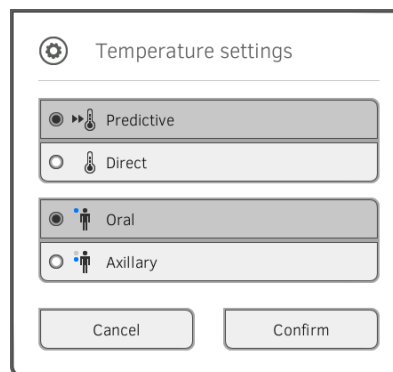 Temperature settings
Predictive
Direct
Oral
Axillary
Cancel
Confirm